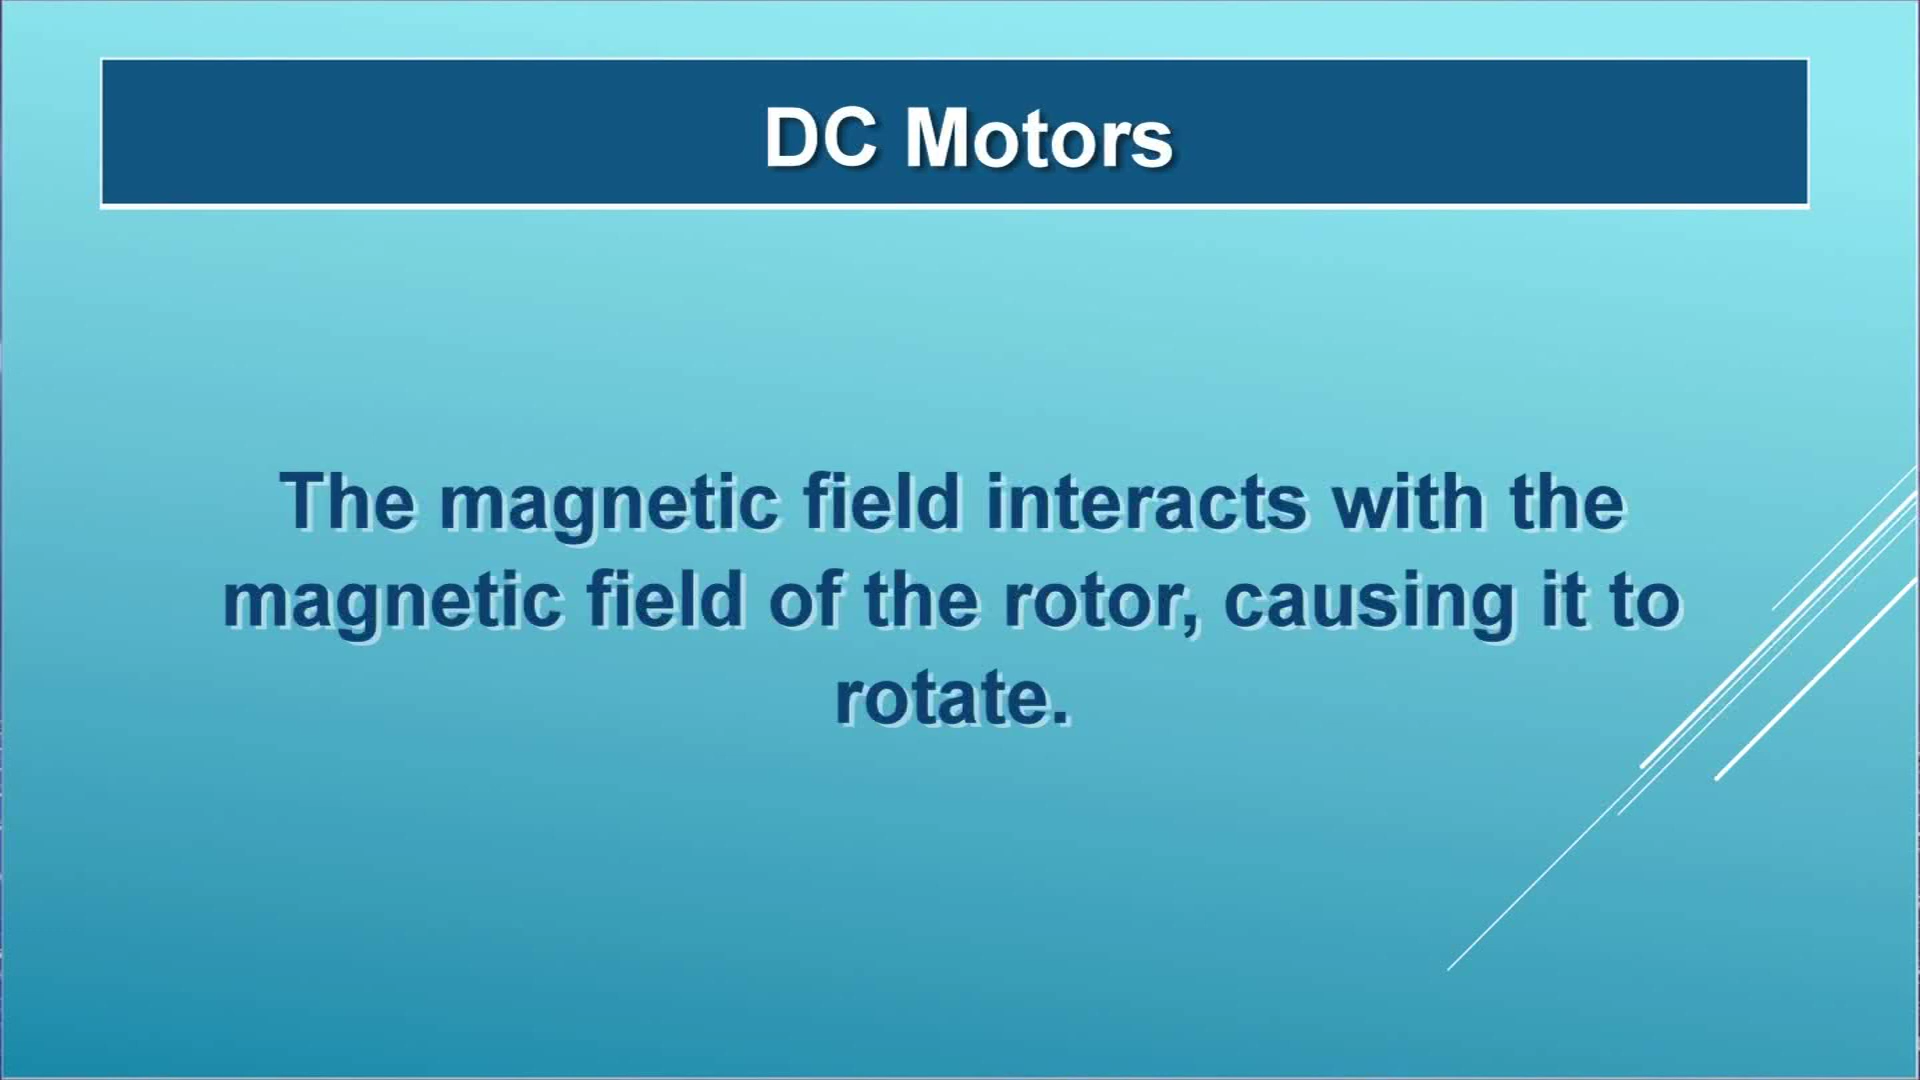 DC Motors
The magnetic field interacts with the
magnetic field of the rotor, causing it to
rotate.